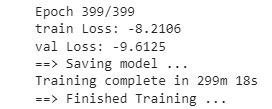 Epoch 399/399
train Loss: -8.2106
val Loss: -9.6125
==> Saving model ...
Training complete in 299m 18s
==> Finished Training ...